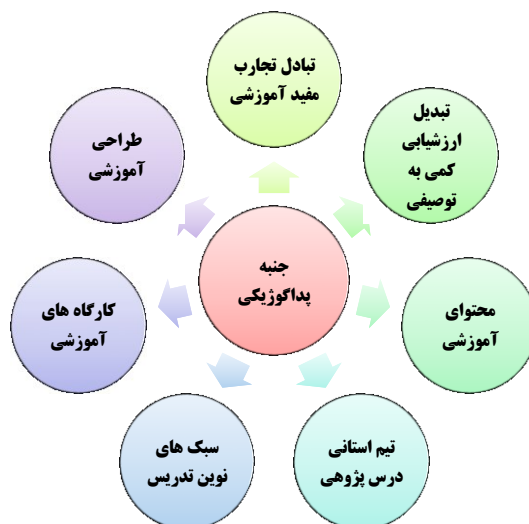 تبادل تجارب
مفید آموزشی
تبدیل
ارزشیابی
کمی به
توصیفی
طراحی
آموزشی
جنبه
پداگوژیکی
محتوای
آموزشی
کارگاه های
آموزشی
تیم استانی
درس پژوهی
سبک های
نوین تدریس